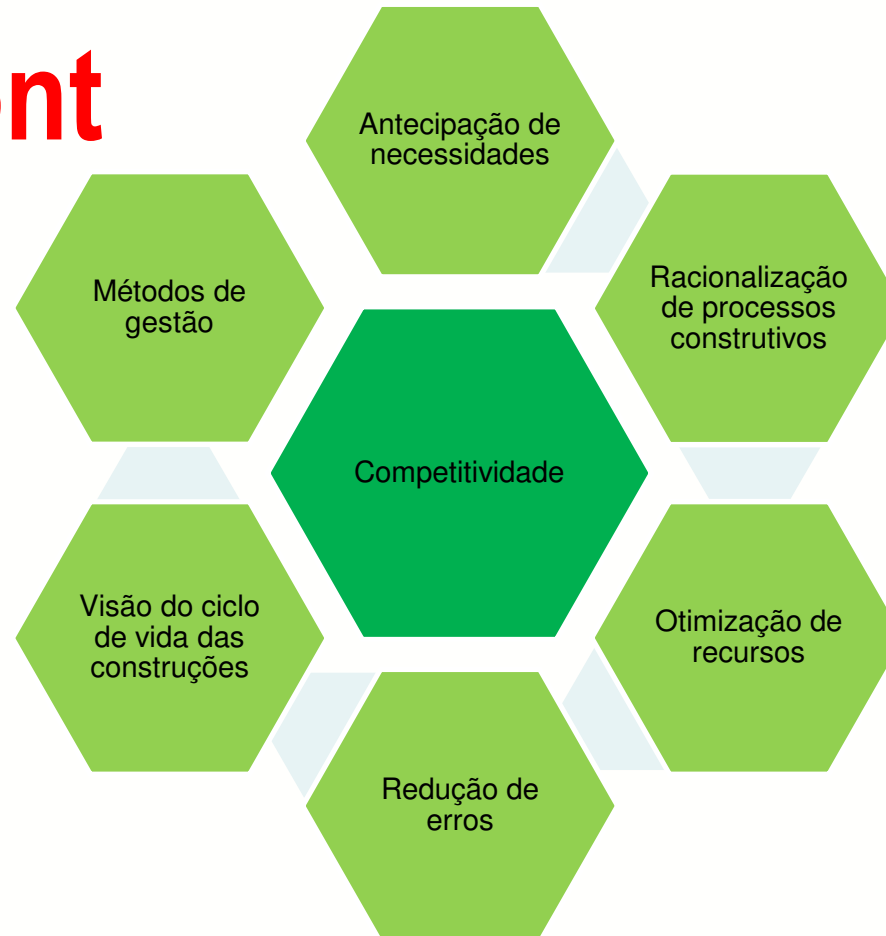 ent
Antecipação de
necessidades
Racionalização
de processos
construtivos
Otimização de
recursos
Redução de
erros
Visão do ciclo
de vida das
construções
Métodos de
gestão
Competitividade